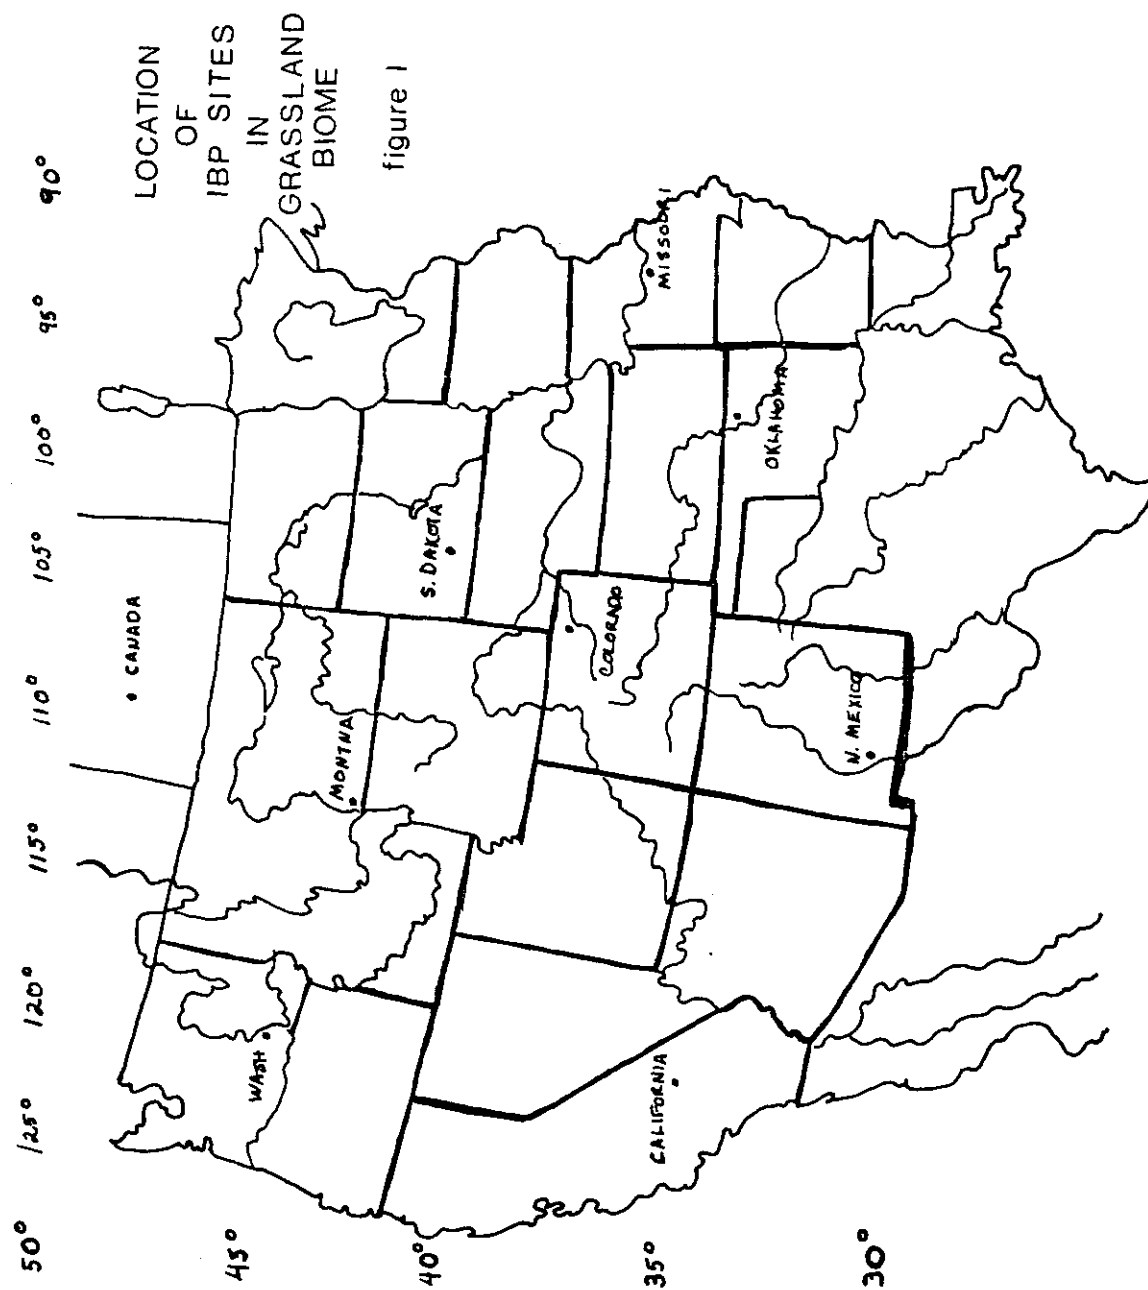 LOCATION
OF
IBP SITES
IN
GRASSLAND
BIOME
figure 1
125° 120° 115° 110° 105° 100° 95° 90°
50°
45°
40°
35°
30°
CANADA
WASH
MONTNA
S. DAKOTA
COLORADO
MISSOURI
CALIFORNIA
N. MEXICO
OKLAHOMA